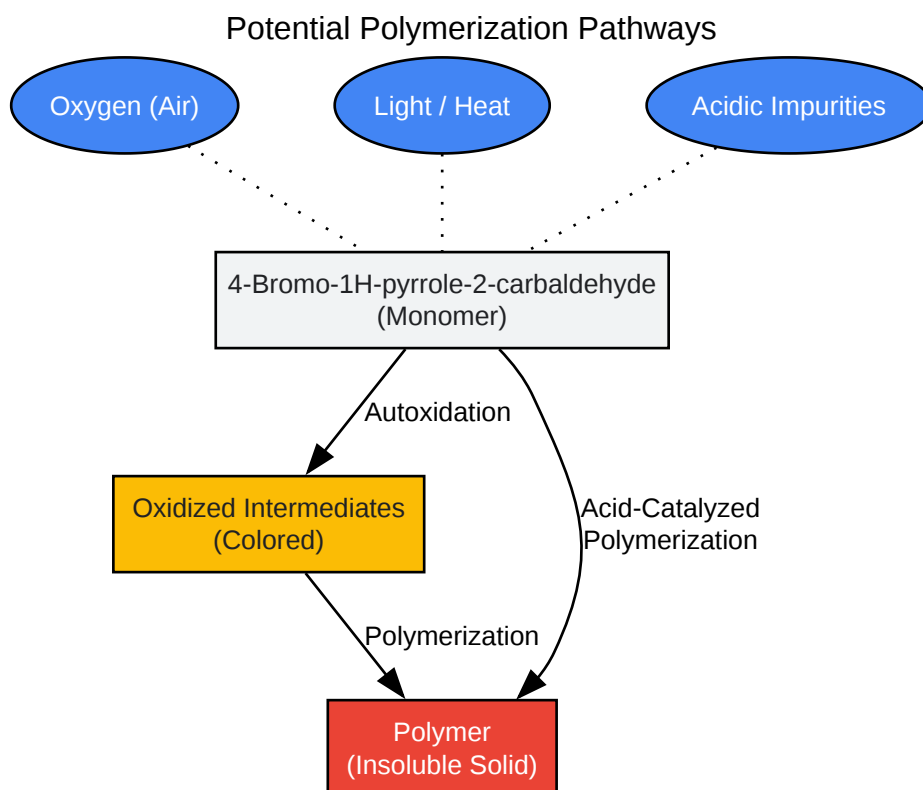 Potential Polymerization Pathways
Oxygen (Air)
Light / Heat
Acidic Impurities
4-Bromo-1H-pyrrole-2-carbaldehyde
(Monomer)
Autoxidation
Oxidized Intermediates
(Colored)
Acid-Catalyzed
Polymerization
Polymerization
Polymer
(Insoluble Solid)